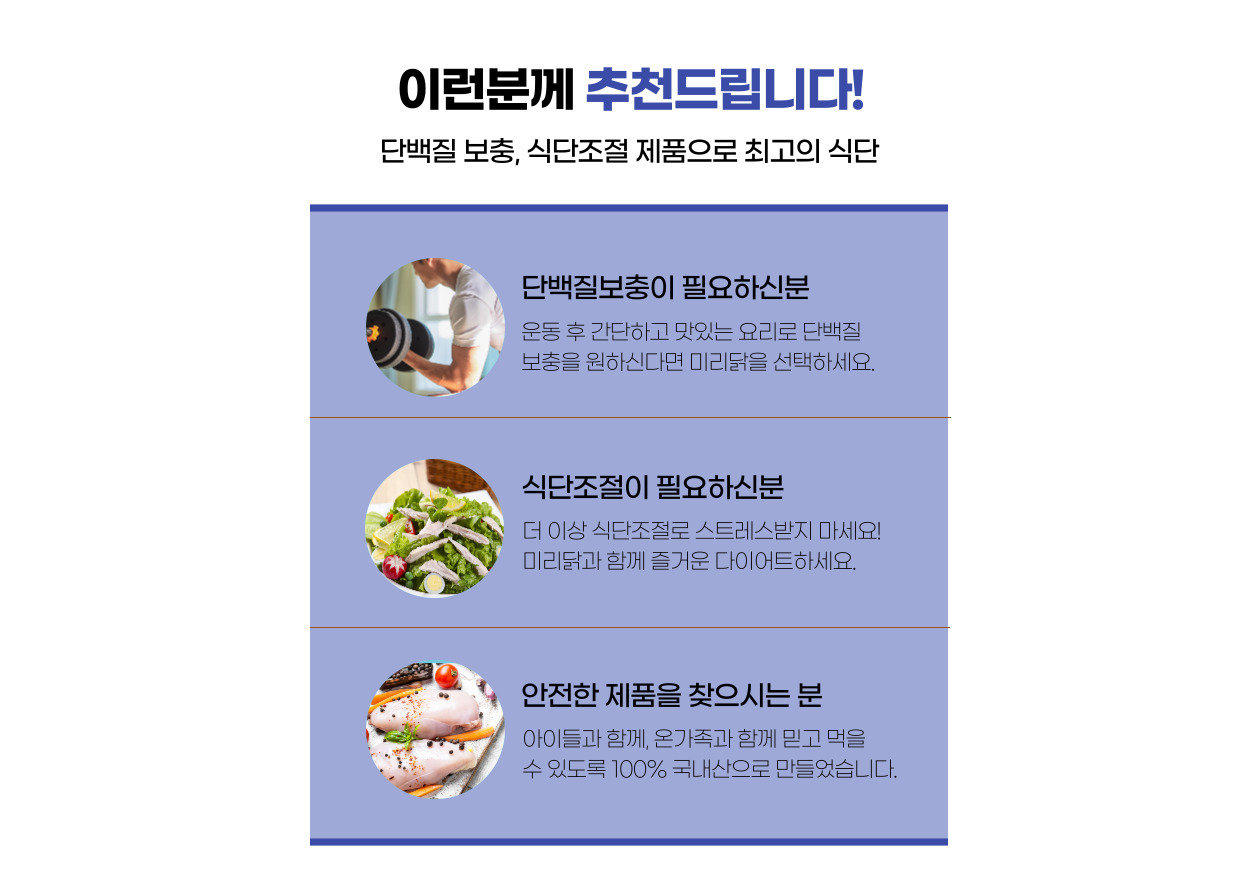 이런분께 추천드립니다!
단백질 보충, 식단조절 제품으로 최고의 식단
단백질보충이 필요하신분
운동 후 간단하고 맛있는 요리로 단백질
보충을 원하신다면 미리닭을 선택하세요.
식단조절이 필요하신분
더 이상 식단조절로 스트레스받지 마세요!
미리닭과 함께 즐거운 다이어트하세요.
안전한 제품을 찾으시는 분
아이들과 함께, 온가족과 함께 믿고 먹을
수 있도록 100% 국내산으로 만들었습니다.